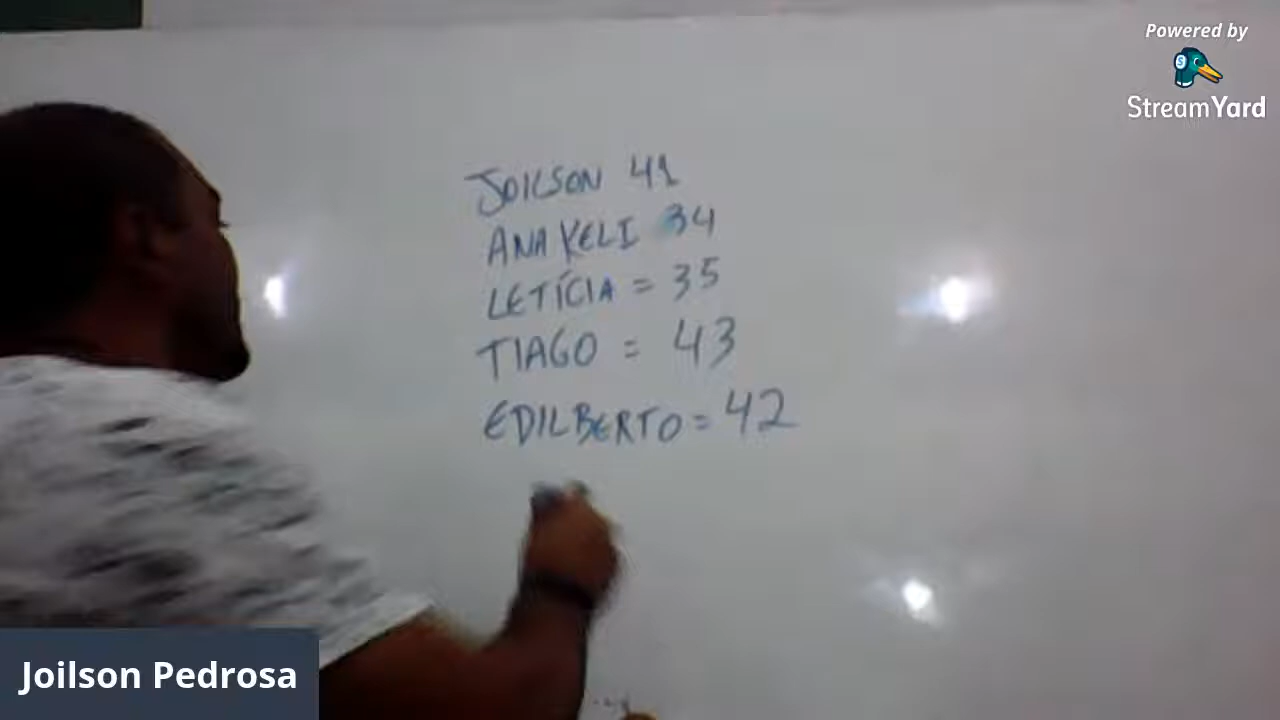 Powered by
StreamYard
JOILSON 41
ANA KELI 34
LETÍCIA = 35
TIAGO = 43
EDILBERTO = 42
Joilson Pedrosa